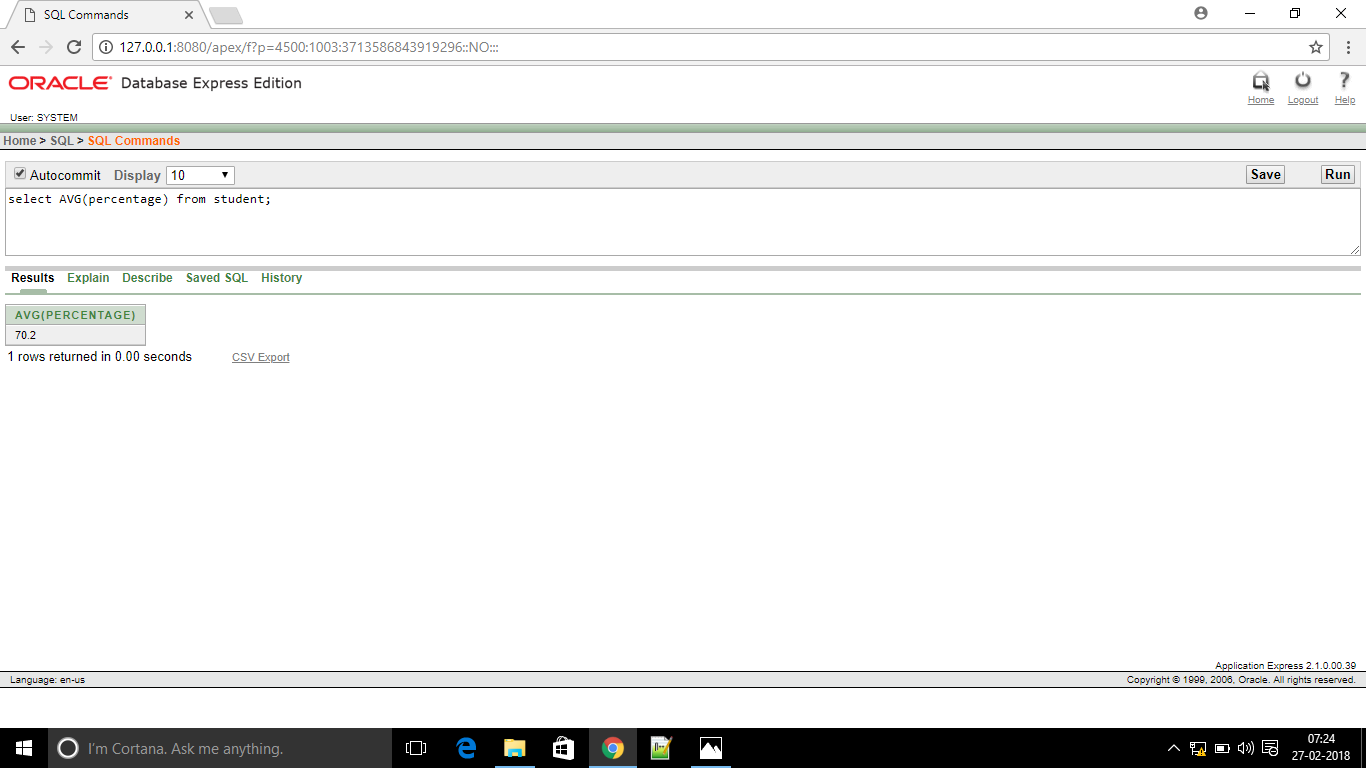 SQL Commands
127.0.0.1:8080/apex/f?p=4500:1003:3713586843919296::NO:::
ORACLE Database Express Edition
Home Logout Help
User: SYSTEM
Home > SQL > SQL Commands
Autocommit Display 10 Save Run
select AVG(percentage) from student;
Results Explain Describe Saved SQL History
AVG(PERCENTAGE)
70.2
1 rows returned in 0.00 seconds CSV Export
Application Express 2.1.0.00.39
Language: en-us Copyright © 1999, 2006, Oracle. All rights reserved.
I'm Cortana. Ask me anything.
07:24
27-02-2018